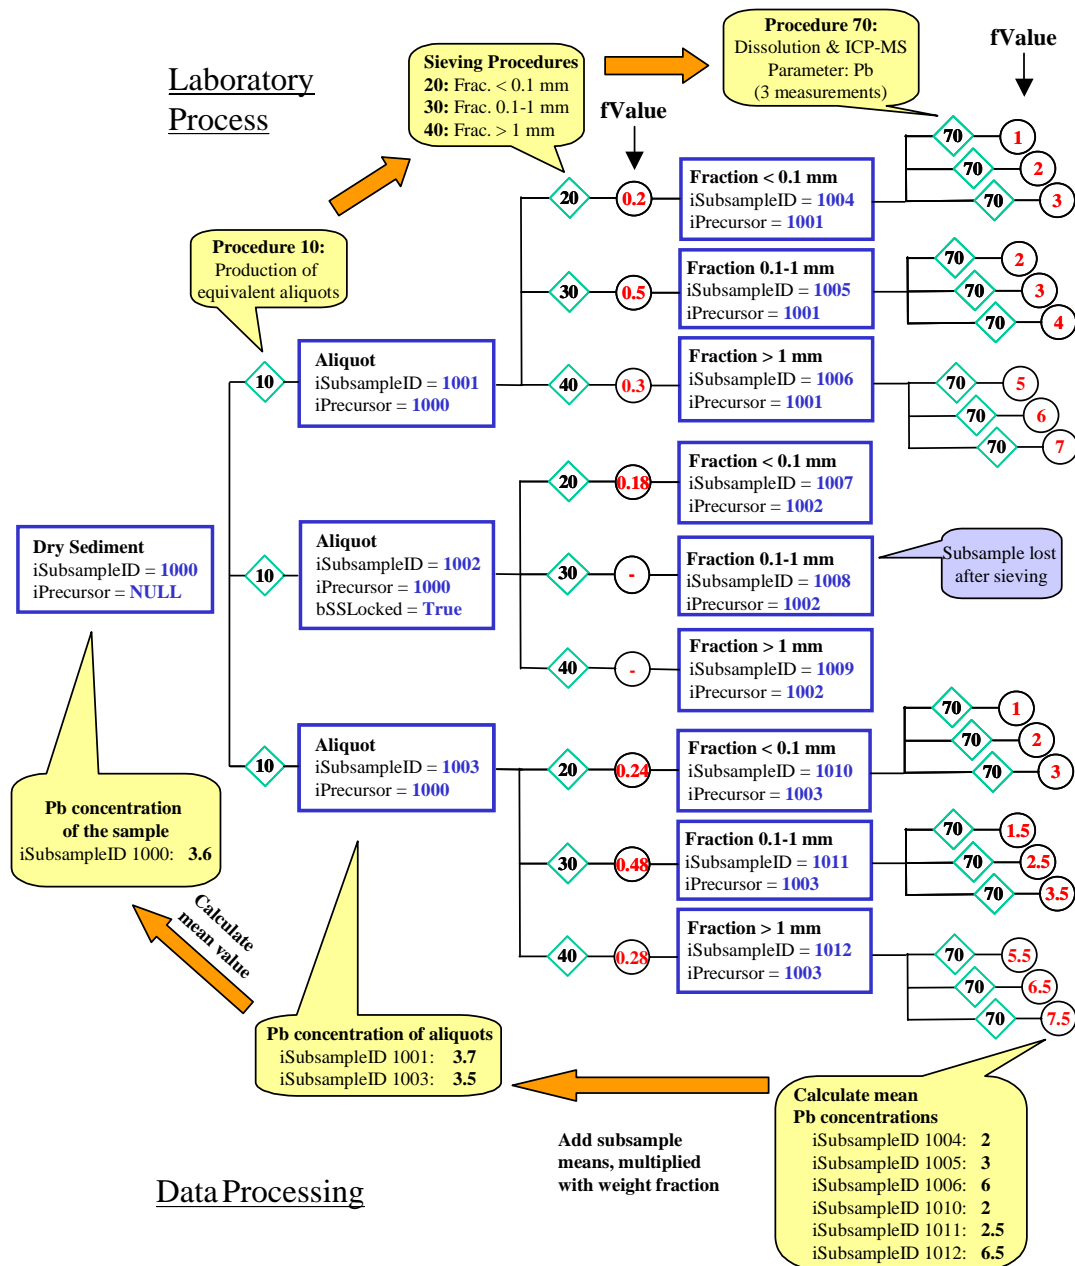 Laboratory
Process
Sieving Procedures
20: Frac. < 0.1 mm
30: Frac. 0.1-1 mm
40: Frac. > 1 mm
Procedure 70:
Dissolution & ICP-MS
Parameter: Pb
(3 measurements)
fValue
fValue
Procedure 10:
Production of
equivalent aliquots
20
0.2
Fraction < 0.1 mm
iSubsampleID = 1004
iPrecursor = 1001
70
1
70
2
70
3
30
0.5
Fraction 0.1-1 mm
iSubsampleID = 1005
iPrecursor = 1001
70
2
70
3
70
4
10
Aliquot
iSubsampleID = 1001
iPrecursor = 1000
40
0.3
Fraction > 1 mm
iSubsampleID = 1006
iPrecursor = 1001
70
5
70
6
70
7
20
0.18
Fraction < 0.1 mm
iSubsampleID = 1007
iPrecursor = 1002
Dry Sediment
iSubsampleID = 1000
iPrecursor = NULL
10
Aliquot
iSubsampleID = 1002
iPrecursor = 1000
bSSLocked = True
30
-
Fraction 0.1-1 mm
iSubsampleID = 1008
iPrecursor = 1002
Subsample lost
after sieving
40
-
Fraction > 1 mm
iSubsampleID = 1009
iPrecursor = 1002
10
Aliquot
iSubsampleID = 1003
iPrecursor = 1000
20
0.24
Fraction < 0.1 mm
iSubsampleID = 1010
iPrecursor = 1003
70
1
70
2
70
3
30
0.48
Fraction 0.1-1 mm
iSubsampleID = 1011
iPrecursor = 1003
70
1.5
70
2.5
70
3.5
40
0.28
Fraction > 1 mm
iSubsampleID = 1012
iPrecursor = 1003
70
5.5
70
6.5
70
7.5
Pb concentration
of the sample
iSubsampleID 1000: 3.6
Calculate
mean value
Pb concentration of aliquots
iSubsampleID 1001: 3.7
iSubsampleID 1003: 3.5
Add subsample
means, multiplied
with weight fraction
Calculate mean
Pb concentrations
iSubsampleID 1004: 2
iSubsampleID 1005: 3
iSubsampleID 1006: 6
iSubsampleID 1010: 2
iSubsampleID 1011: 2.5
iSubsampleID 1012: 6.5
Data Processing